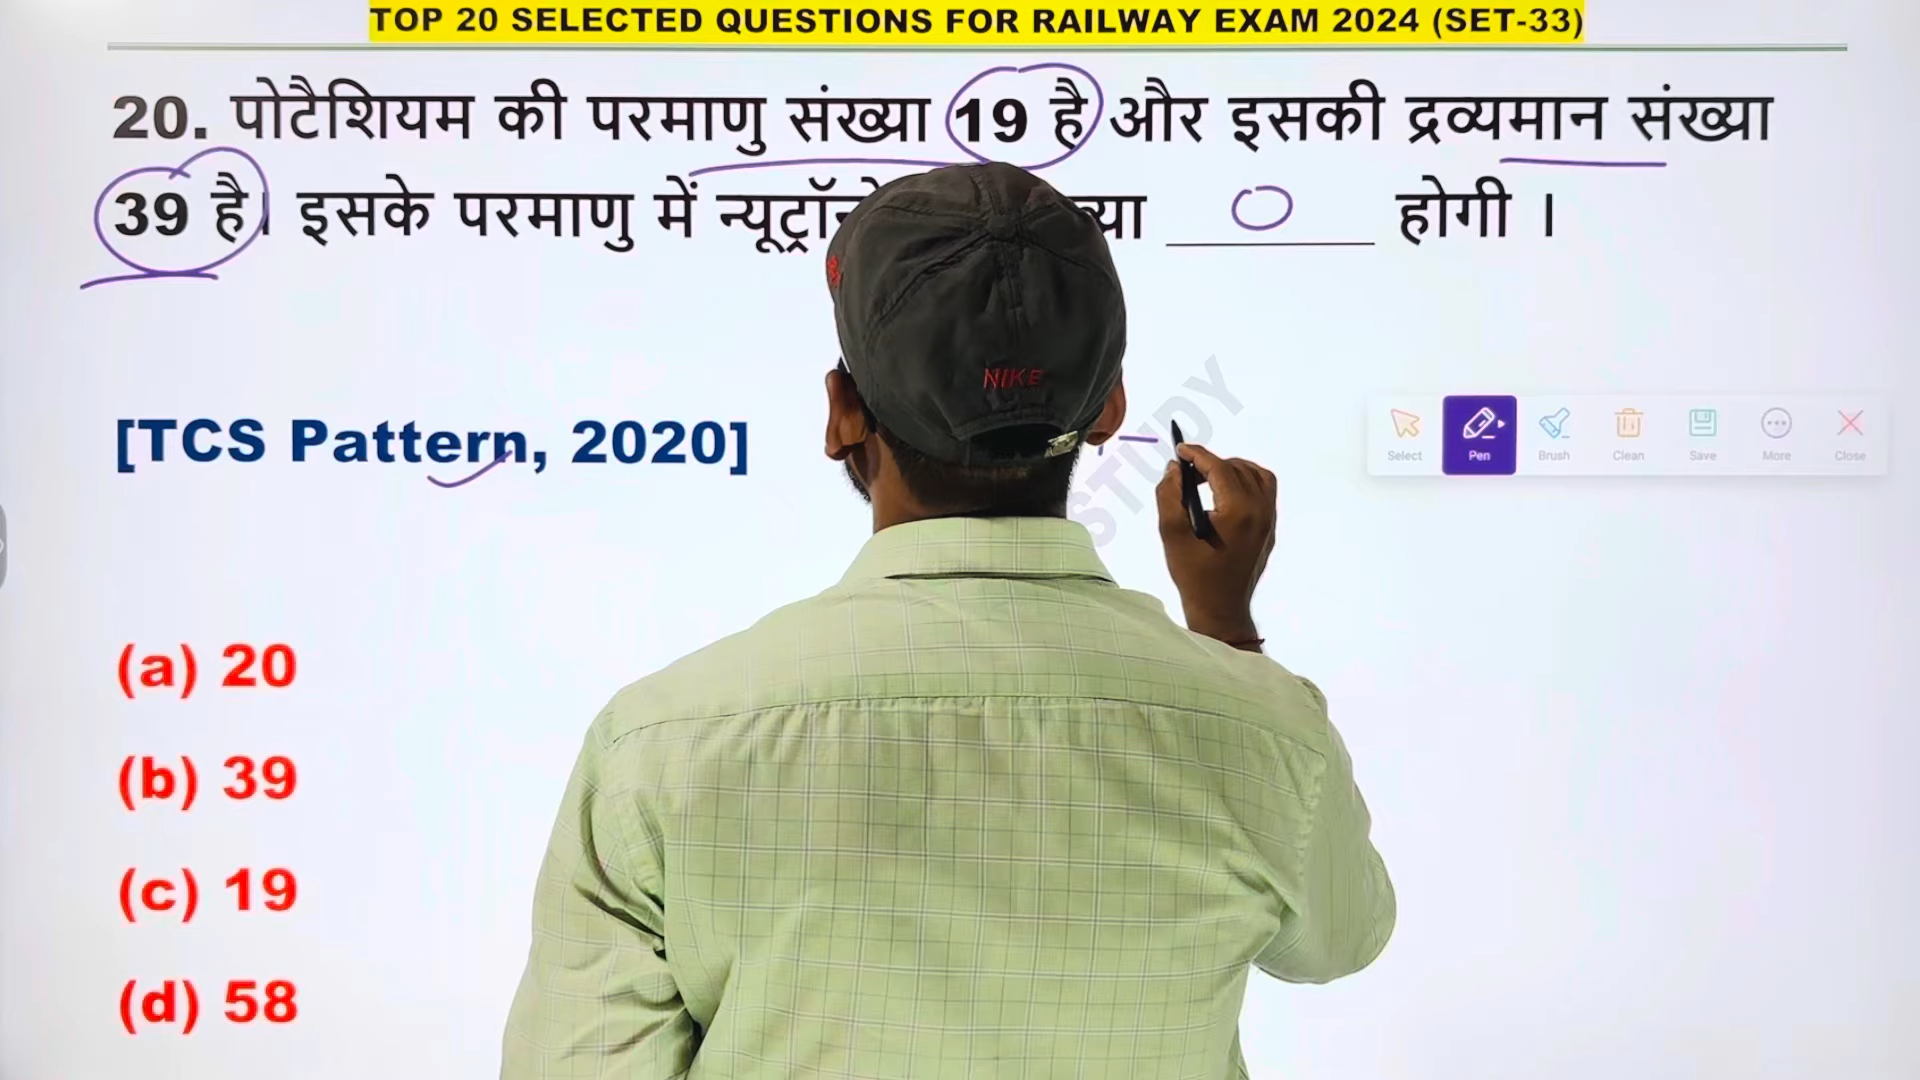 TOP 20 SELECTED QUESTIONS FOR RAILWAY EXAM 2024 (SET-33)
20. पोटैशियम की परमाणु संख्या 19 है और इसकी द्रव्यमान संख्या
39 है। इसके परमाणु में होगी ।
[TCS Pattern, 2020]
STUDY
NIKE
Select Pen Brush Clean Save More Close
(a) 20
(b) 39
(c) 19
(d) 58